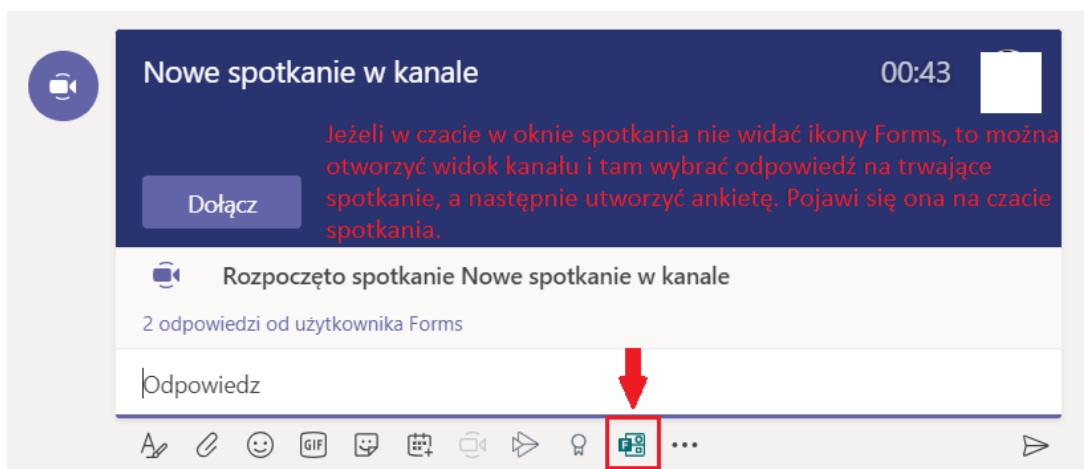 Nowe spotkanie w kanale 00:43
Jeżeli w czacie w oknie spotkania nie widać ikony Forms, to można
otworzyć widok kanału i tam wybrać odpowiedź na trwające
spotkanie, a następnie utworzyć ankietę. Pojawi się ona na czacie
spotkania.
Dołącz
Rozpoczęto spotkanie Nowe spotkanie w kanale
2 odpowiedzi od użytkownika Forms
Odpowiedz
GIF